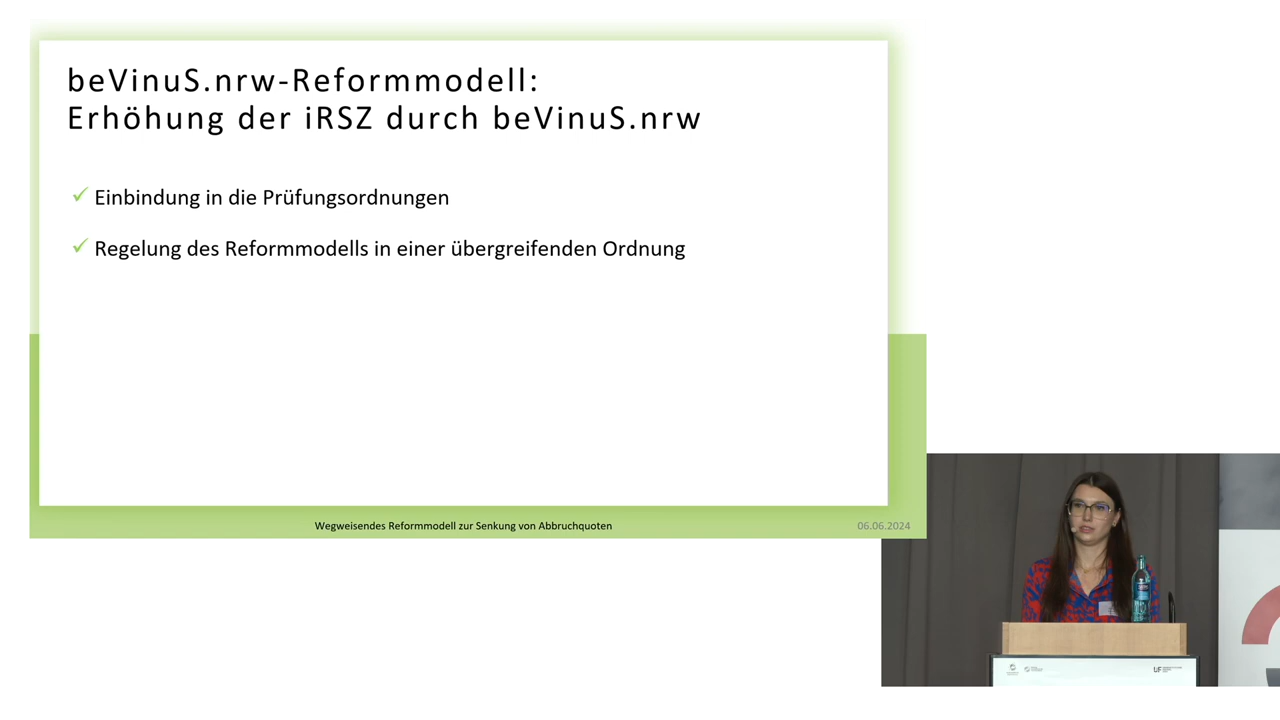 beVinuS.nrw-Reformmodell:
Erhöhung der iRSZ durch beVinuS.nrw
✓ Einbindung in die Prüfungsordnungen
✓ Regelung des Reformmodells in einer übergreifenden Ordnung
Wegweisendes Reformmodell zur Senkung von Abbruchquoten
06.06.2024